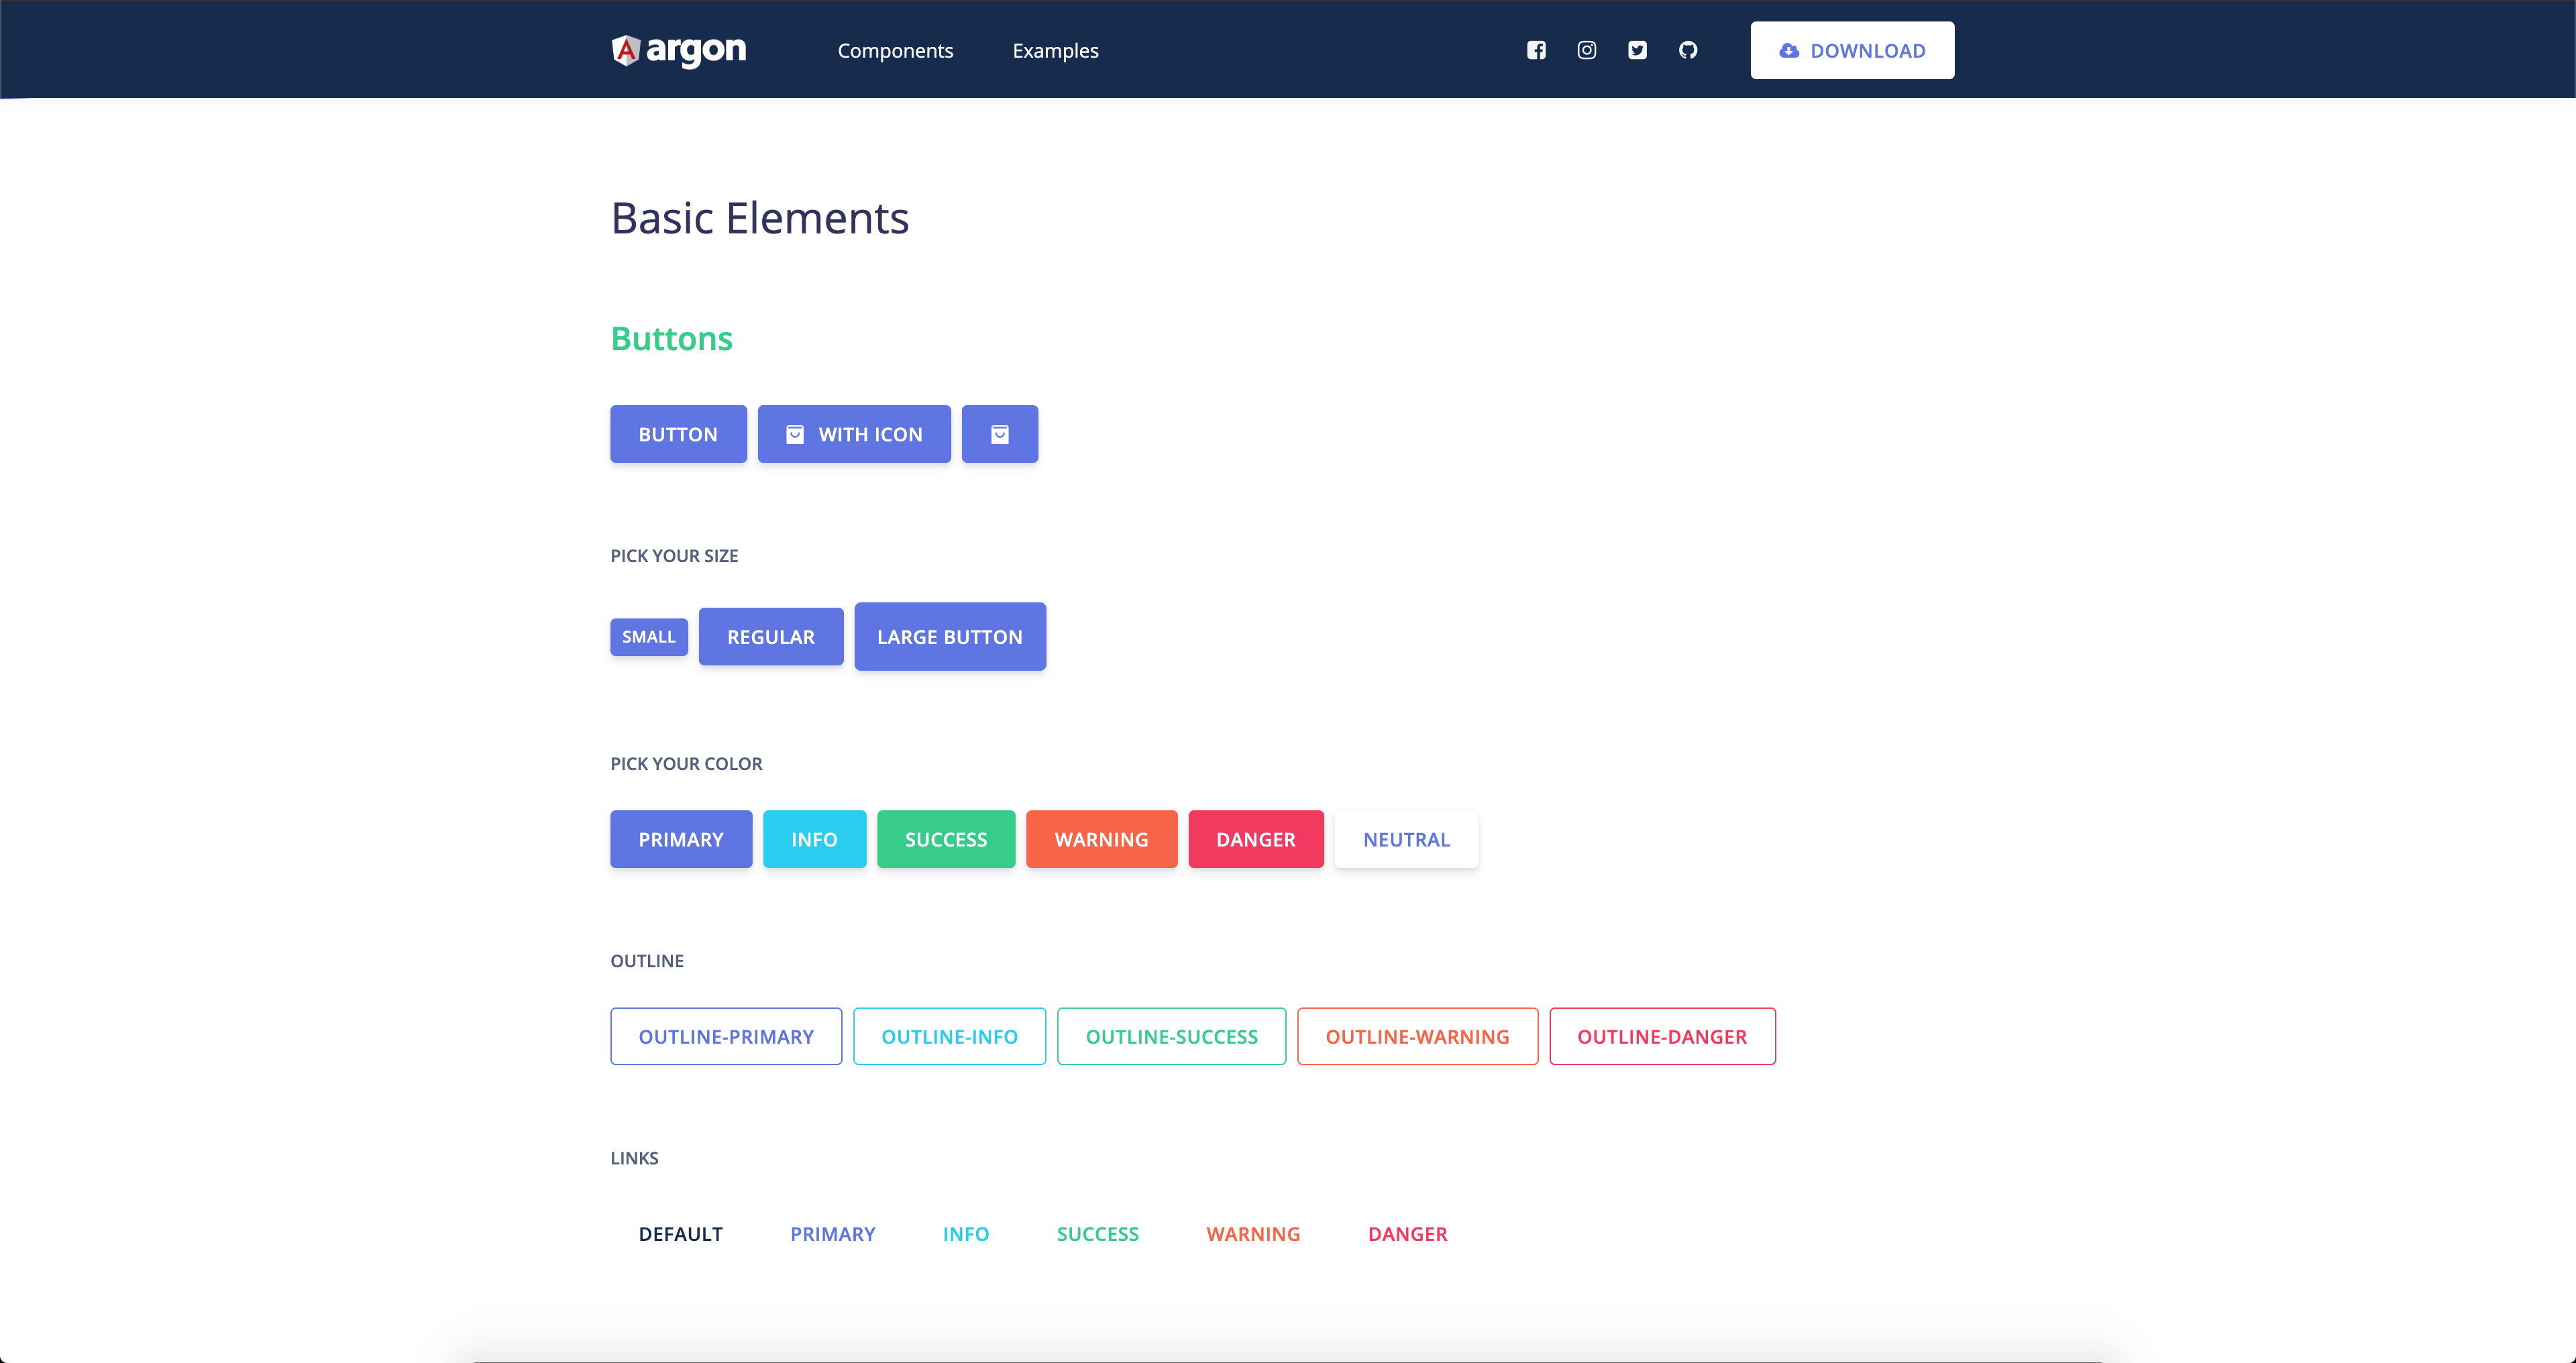 argon Components Examples DOWNLOAD
Basic Elements
Buttons
BUTTON WITH ICON
PICK YOUR SIZE
SMALL REGULAR LARGE BUTTON
PICK YOUR COLOR
PRIMARY INFO SUCCESS WARNING DANGER NEUTRAL
OUTLINE
OUTLINE-PRIMARY OUTLINE-INFO OUTLINE-SUCCESS OUTLINE-WARNING OUTLINE-DANGER
LINKS
DEFAULT PRIMARY INFO SUCCESS WARNING DANGER